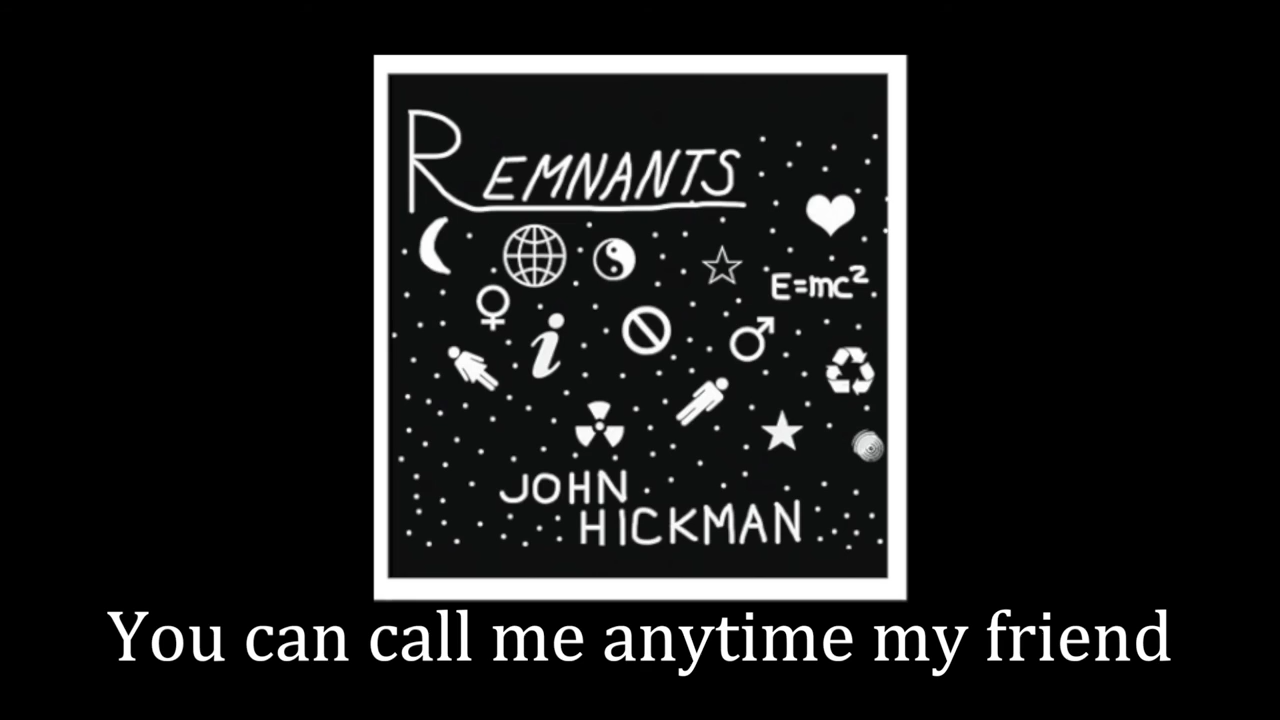 REMNANTS
E=mc²
i
JOHN
HICKMAN
You can call me anytime my friend